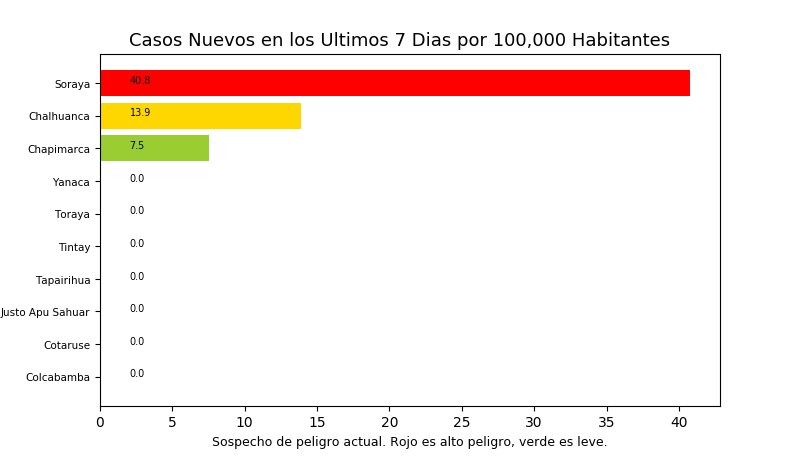 Casos Nuevos en los Ultimos 7 Dias por 100,000 Habitantes
Soraya 40.8
Chalhuanca 13.9
Chapimarca 7.5
Yanaca 0.0
Toraya 0.0
Tintay 0.0
Tapairihua 0.0
Justo Apu Sahuar 0.0
Cotaruse 0.0
Colcabamba 0.0
0 5 10 15 20 25 30 35 40
Sospecho de peligro actual. Rojo es alto peligro, verde es leve.